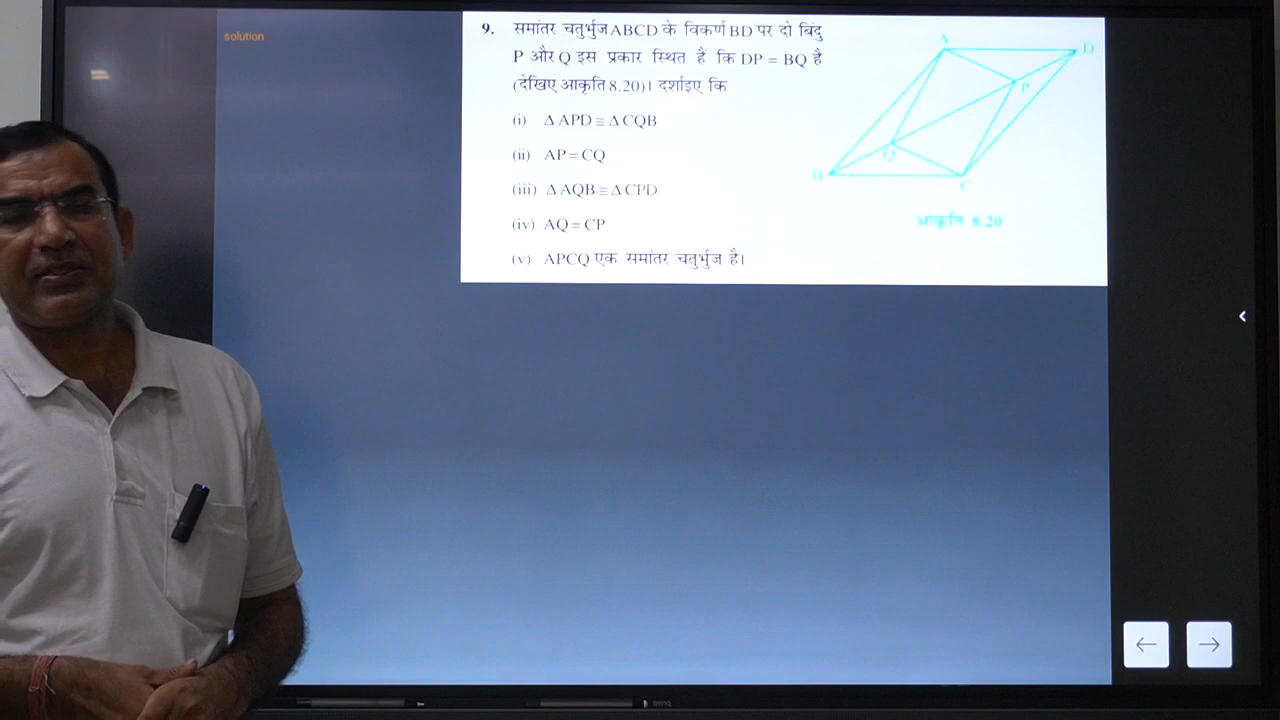 solution
9. समांतर चतुर्भुज ABCD के विकर्ण BD पर दो बिंदु
P और Q इस प्रकार स्थित हैं कि DP = BQ है
(देखिए आकृति 8.20)। दर्शाइए कि
(i) Δ APD ≅ Δ CQB
(ii) AP = CQ
(iii) Δ AQB ≅ Δ CPD
(iv) AQ = CP
(v) APCQ एक समांतर चतुर्भुज है।
A
D
P
Q
B
C
आकृति 8.20
BenQ